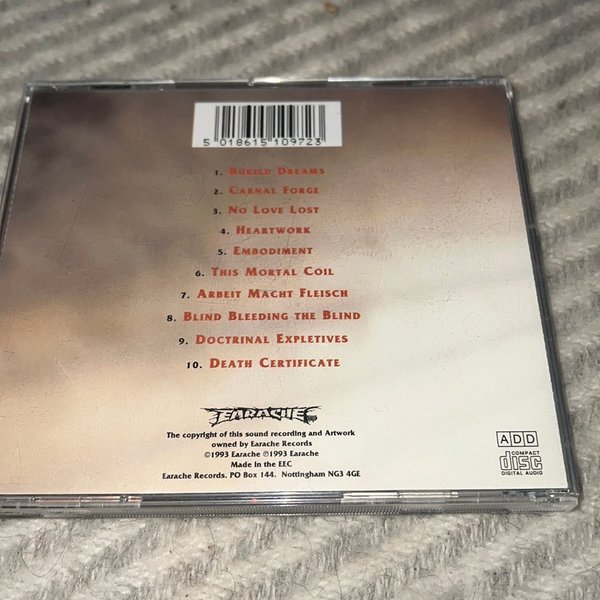 5 018615 109723
1. Buried Dreams
2. Carnal Forge
3. No Love Lost
4. Heartwork
5. Embodiment
6. This Mortal Coil
7. Arbeit Macht Fleisch
8. Blind Bleeding the Blind
9. Doctrinal Expletives
10. Death Certificate
EARACHE
The copyright of this sound recording and Artwork
owned by Earache Records
©1993 Earache ℗1993 Earache
Made in the EEC
Earache Records. PO Box 144. Nottingham NG3 4GE
ADD
COMPACT
disc
DIGITAL AUDIO